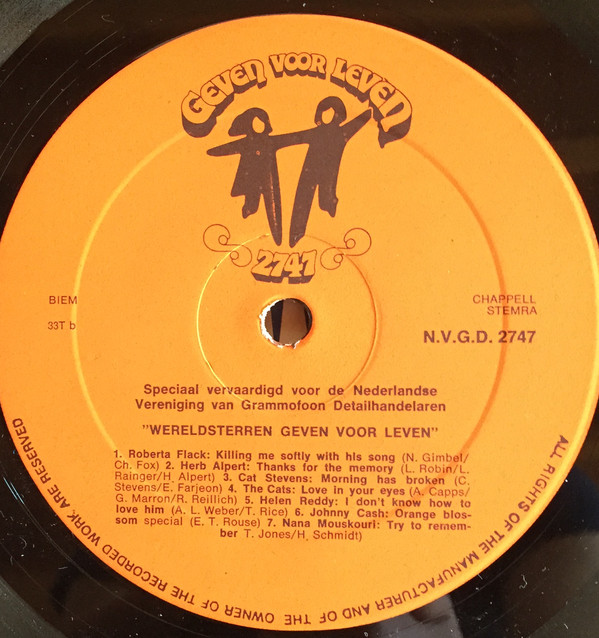 GEVEN VOOR LEVEN
2747
BIEM
33T b
CHAPPELL
STEMRA
N.V.G.D. 2747
Speciaal vervaardigd voor de Nederlandse
Vereniging van Grammofoon Detailhandelaren
"WERELDSTERREN GEVEN VOOR LEVEN"
1. Roberta Flack: Killing me softly with his song (N. Gimbel/
Ch. Fox) 2. Herb Alpert: Thanks for the memory (L. Robin/L.
Rainger/H. Alpert) 3. Cat Stevens: Morning has broken (C.
Stevens/E. Farjeon) 4. The Cats: Love in your eyes (A. Capps/
G. Marron/R. Reillich) 5. Helen Reddy: I don't know how to
love him (A. L. Weber/T. Rice) 6. Johnny Cash: Orange blos-
som special (E. T. Rouse) 7. Nana Mouskouri: Try to remem-
ber T. Jones/H. Schmidt)
ALL RIGHTS OF THE MANUFACTURER AND OF THE OWNER OF THE RECORDED WORK ARE RESERVED